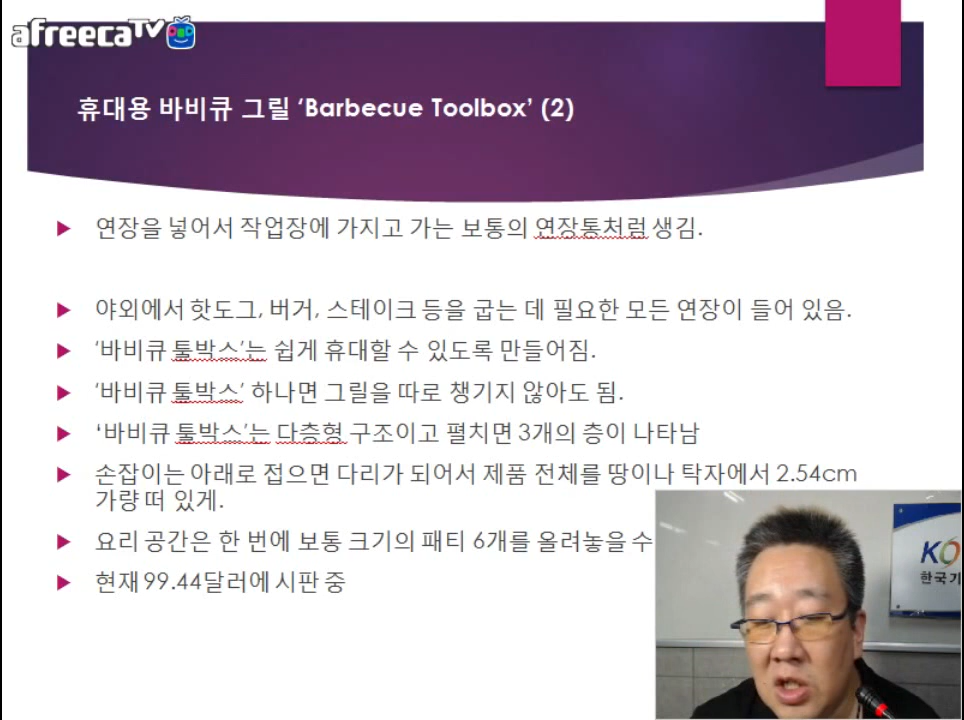 afreecaTV
휴대용 바비큐 그릴 ‘Barbecue Toolbox’ (2)
연장을 넣어서 작업장에 가지고 가는 보통의 연장통처럼 생김.
야외에서 핫도그, 버거, 스테이크 등을 굽는 데 필요한 모든 연장이 들어 있음.
‘바비큐 툴박스’는 쉽게 휴대할 수 있도록 만들어짐.
‘바비큐 툴박스’ 하나면 그릴을 따로 챙기지 않아도 됨.
‘바비큐 툴박스’는 다층형 구조이고 펼치면 3개의 층이 나타남
손잡이는 아래로 접으면 다리가 되어서 제품 전체를 땅이나 탁자에서 2.54cm
가량 떠 있게.
요리 공간은 한 번에 보통 크기의 패티 6개를 올려놓을 수
현재 99.44달러에 시판 중
KO
한국기